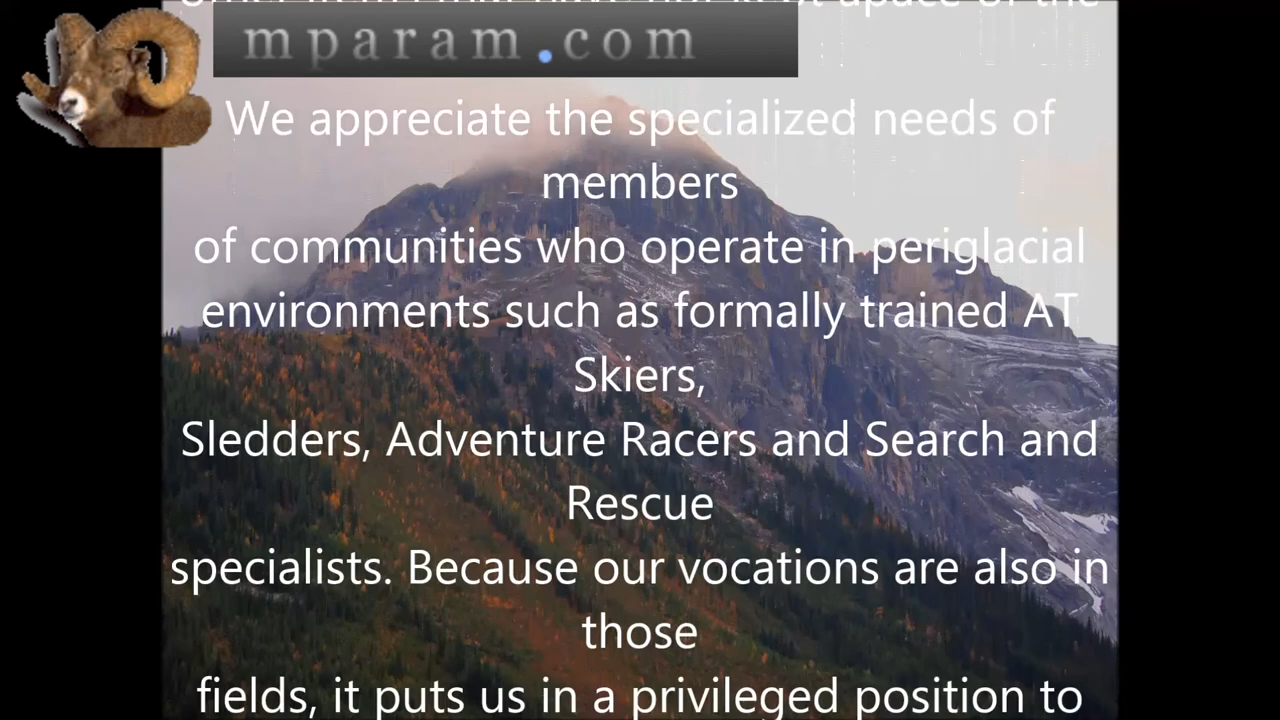 mparam.com
We appreciate the specialized needs of
members
of communities who operate in periglacial
environments such as formally trained AT
Skiers,
Sledders, Adventure Racers and Search and
Rescue
specialists. Because our vocations are also in
those
fields, it puts us in a privileged position to